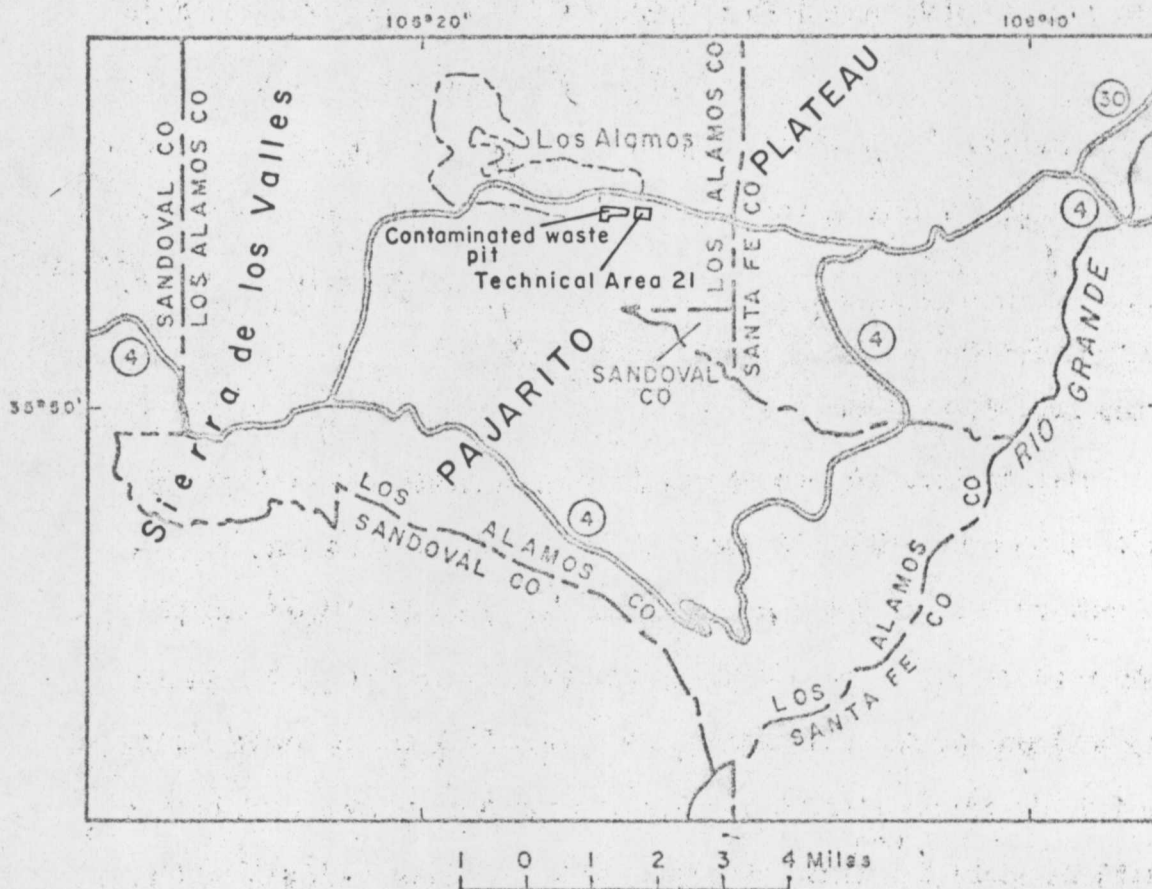 106°20'
106°10'
SANDOVAL CO
LOS ALAMOS CO
Sierra de los Valles
Los Alamos
LOS ALAMOS CO
SANTA FE CO
PAJARITO PLATEAU
30
4
Contaminated waste
pit
Technical Area 21
4
4
SANDOVAL
CO
35°50'
RIO GRANDE
LOS ALAMOS CO
SANDOVAL CO
4
LOS ALAMOS CO
SANTA FE CO
1 0 1 2 3 4 Miles